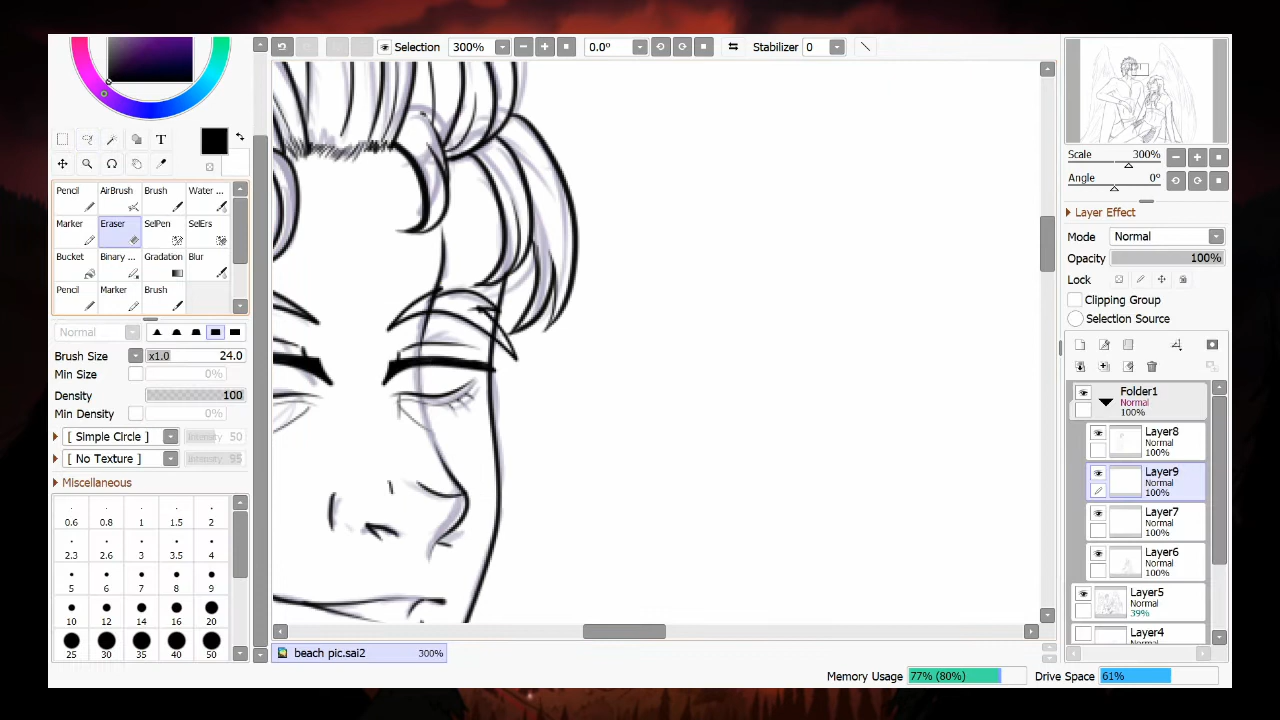 Selection 300% 0.0º Stabilizer 0
T
Pencil AirBrush Brush Water ...
Marker Eraser SelPen SelErs
Bucket Binary ... Gradation Blur
Pencil Marker Brush
Normal
Brush Size x1.0 24.0
Min Size 0%
Density 100
Min Density 0%
[ Simple Circle ] Intensity 50
[ No Texture ] Intensity 95
Miscellaneous
0.6 0.8 1 1.5 2
2.3 2.6 3 3.5 4
5 6 7 8 9
10 12 14 16 20
25 30 35 40 50
beach pic.sai2 300%
Scale 300%
Angle 0º
Layer Effect
Mode Normal
Opacity 100%
Lock
Clipping Group
Selection Source
Folder1
Normal
100%
Layer8
Normal
100%
Layer9
Normal
100%
Layer7
Normal
100%
Layer6
Normal
100%
Layer5
Normal
39%
Layer4
Memory Usage 77% (80%) Drive Space 61%